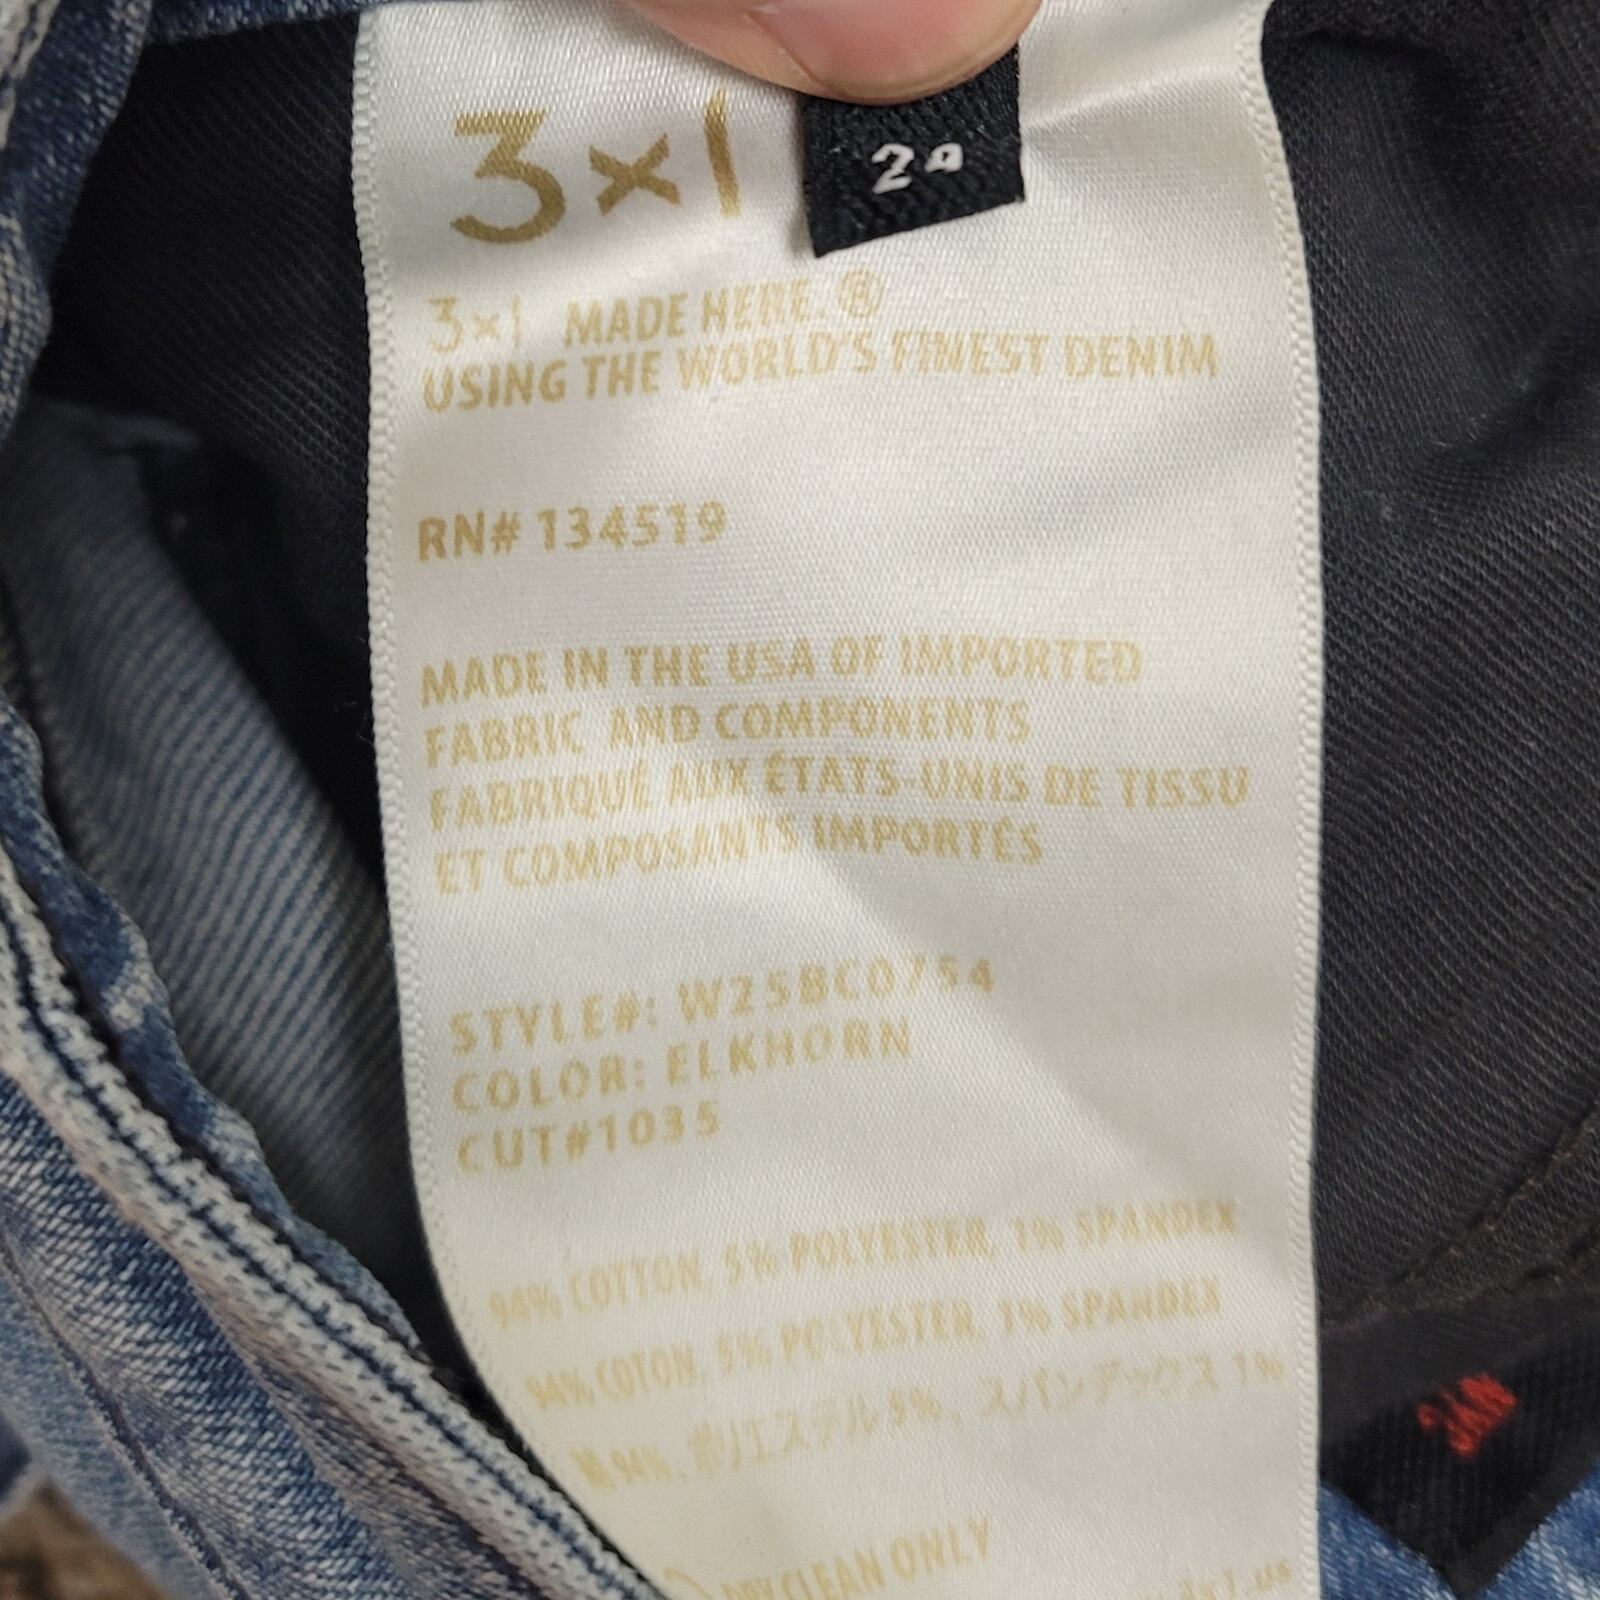 3×1
24
3×1 MADE HERE.®
USING THE WORLD'S FINEST DENIM
RN# 134519
MADE IN THE USA OF IMPORTED
FABRIC AND COMPONENTS
FABRIQUÉ AUX ÉTATS-UNIS DE TISSU
ET COMPOSANTS IMPORTÉS
STYLE#: W25BC0754
COLOR: ELKHORN
CUT#1035
94% COTTON, 5% POLYESTER, 1% SPANDEX
94% COTON, 5% POLYESTER, 1% SPANDEX
綿 94%、ポリエステル 5%、スパンデックス 1%
DRY CLEAN ONLY